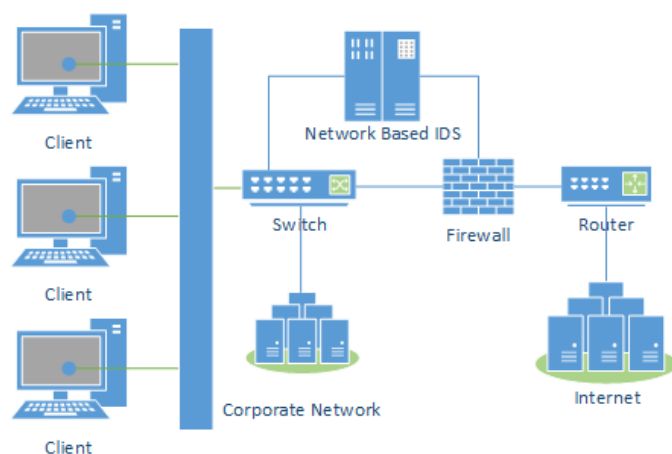 Client
Network Based IDS
Switch
Firewall
Router
Client
Corporate Network
Internet
Client